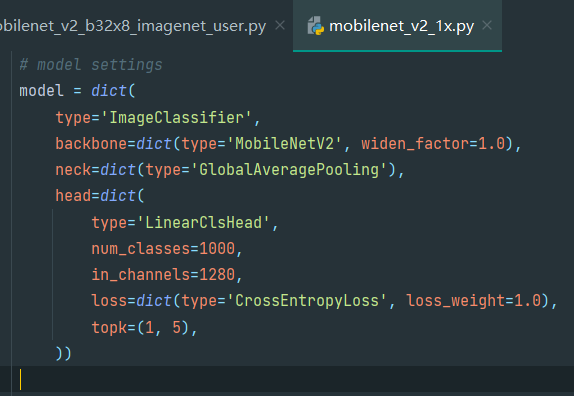 obilenet_v2_b32x8_imagenet_user.py × mobilenet_v2_1x.py ×
# model settings
model = dict(
    type='ImageClassifier',
    backbone=dict(type='MobileNetV2', widen_factor=1.0),
    neck=dict(type='GlobalAveragePooling'),
    head=dict(
        type='LinearClsHead',
        num_classes=1000,
        in_channels=1280,
        loss=dict(type='CrossEntropyLoss', loss_weight=1.0),
        topk=(1, 5),
    ))